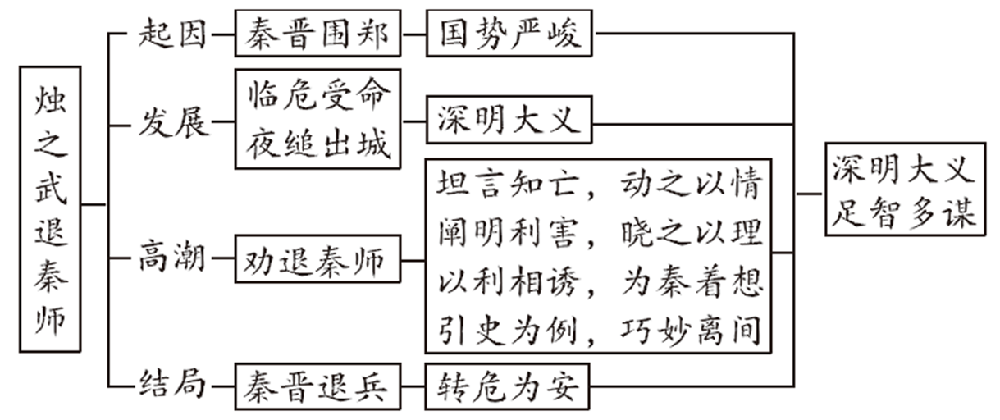 烛之武退秦师
起因
秦晋围郑
国势严峻
发展
临危受命
夜缒出城
深明大义
高潮
劝退秦师
坦言知亡，动之以情
阐明利害，晓之以理
以利相诱，为秦着想
引史为例，巧妙离间
结局
秦晋退兵
转危为安
深明大义
足智多谋